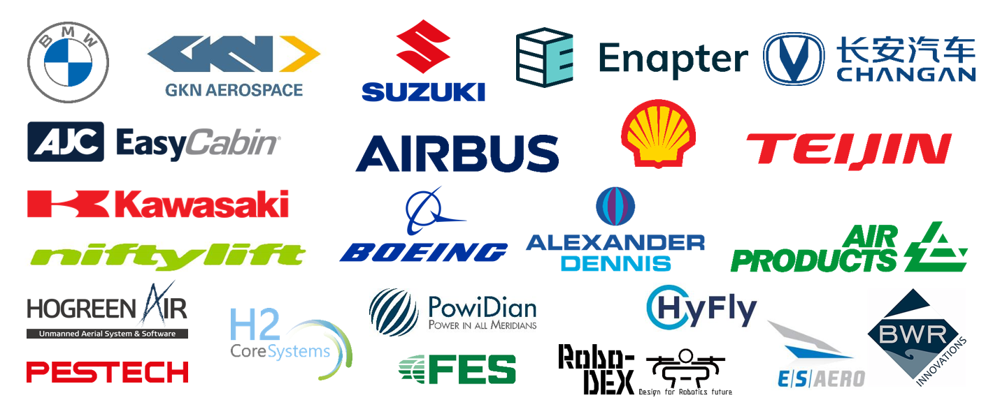 BMW
GKN
GKN AEROSPACE
SUZUKI
E Enapter
长安汽车
CHANGAN
AJC EasyCabin
AIRBUS
TEIJIN
Kawasaki
BOEING
ALEXANDER
DENNIS
AIR
PRODUCTS
niftylift
HOGREEN AIR
Unmanned Aerial System & Software
H2
CoreSystems
PowiDian
POWER IN ALL MERIDIANS
HyFly
BWR
INNOVATIONS
PESTECH
FES
Robo-
DEX
Design for Robotics future
E|S|AERO